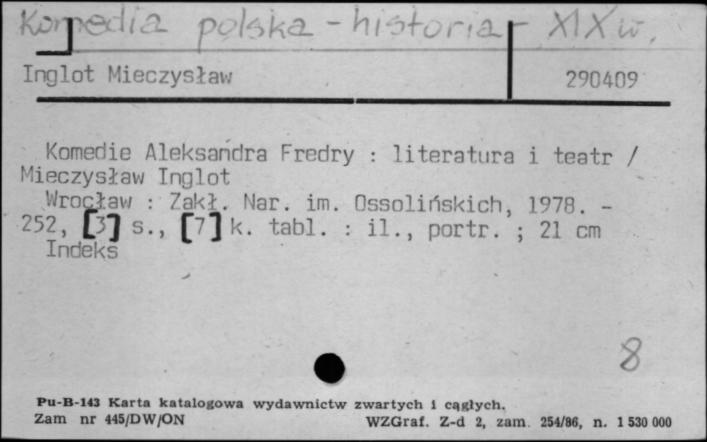 Komedia polska - historia - XIX w.
Inglot Mieczysław 290409
Komedie Aleksandra Fredry : literatura i teatr /
Mieczysław Inglot
Wrocław : Zakł. Nar. im. Ossolińskich, 1978. -
252, [3] s., [7] k. tabl. : il., portr. ; 21 cm
Indeks
8
Pu-B-143 Karta katalogowa wydawnictw zwartych i ciągłych.
Zam nr 445/DW/ON WZGraf. Z-d 2, zam. 254/86, n. 1 530 000